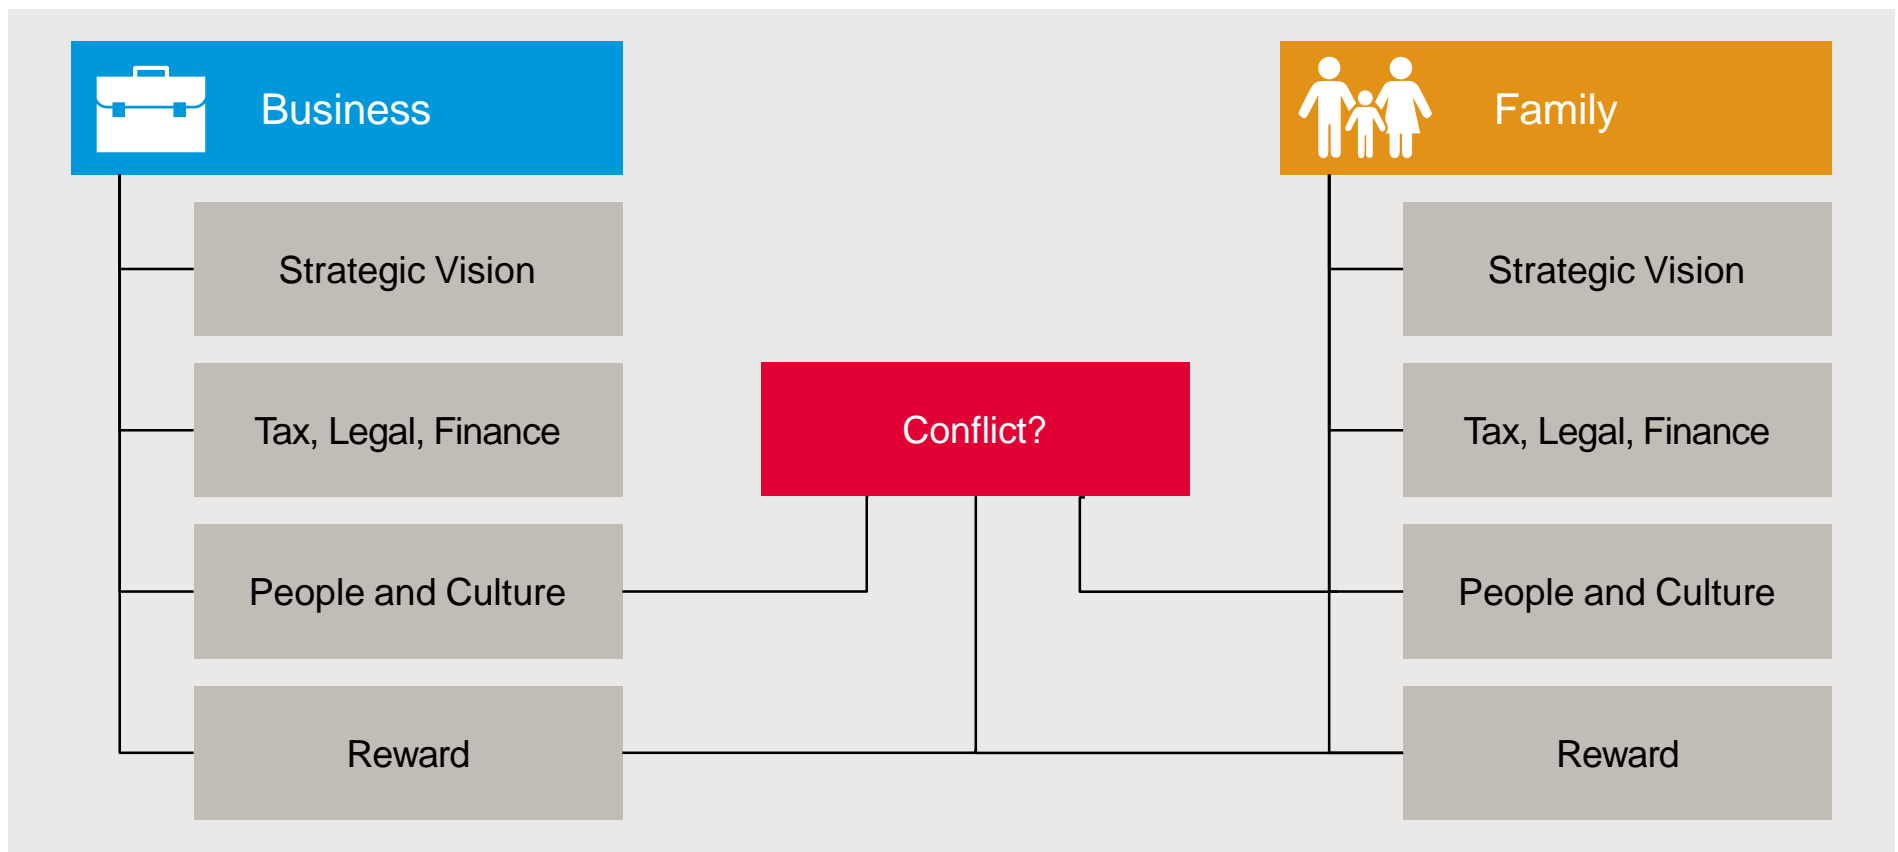 Business
Strategic Vision
Tax, Legal, Finance
People and Culture
Reward
Conflict?
Family
Strategic Vision
Tax, Legal, Finance
People and Culture
Reward